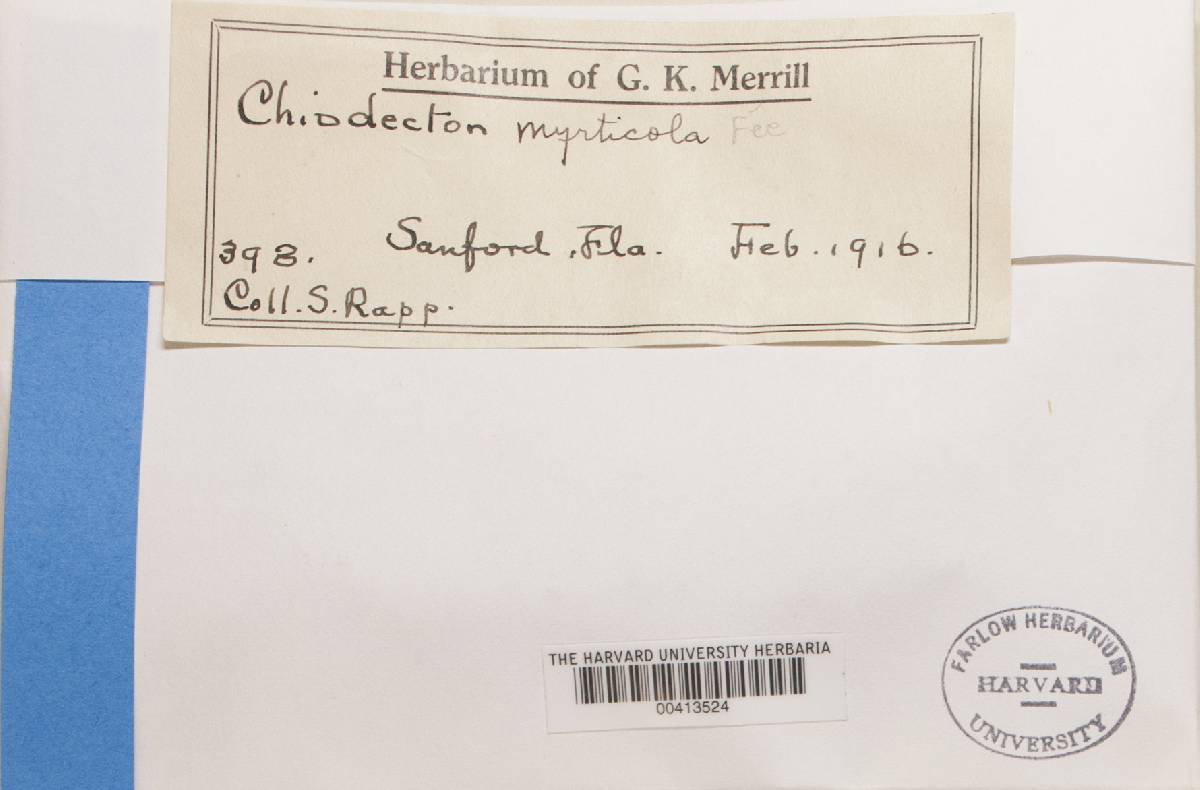 Herbarium of G. K. Merrill
Chiodecton myrticola Fée
398. Sanford, Fla. Feb. 1916.
Coll. S. Rapp.
THE HARVARD UNIVERSITY HERBARIA
00413524
FARLOW HERBARIUM
HARVARD
UNIVERSITY